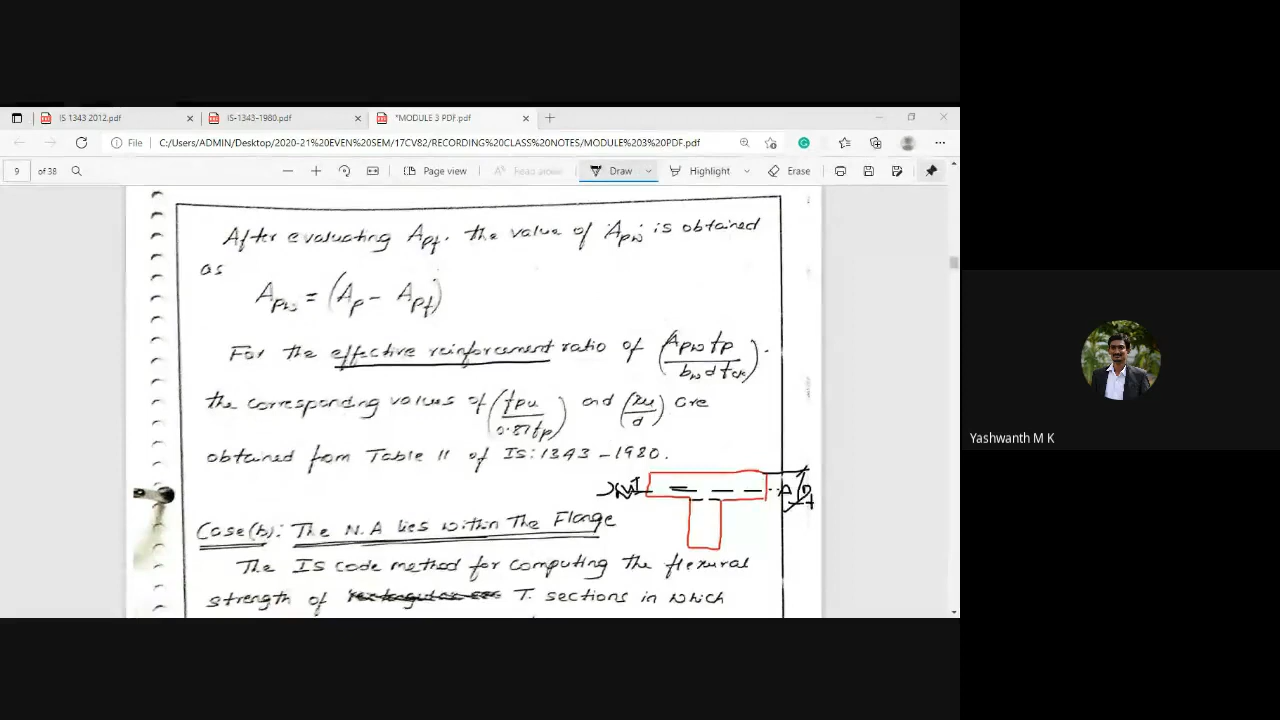 IS 1343 2012.pdf
IS-1343-1980.pdf
"MODULE 3 PDF.pdf
File
C:/Users/ADMIN/Desktop/2020-21%20EVEN%20SEM/17CV82/RECORDING%20CLASS%20NOTES/MODULE%203%20PDF.pdf
9 of 38
Page view
Read aloud
Draw
Highlight
Erase
After evaluating Apf. the value of 'Apw' is obtained
as
Apw = (Ap - Apf)
For the effective reinforcement ratio of (Apw fp / bw d fck).
the corresponding values of (fpu / 0.87fp) and (xu / d) are
obtained from Table 11 of IS:1343-1980.
Case(b): The N.A lies within The Flange
The IS code method for computing the flexural
strength of T. sections in which
Yashwanth M K